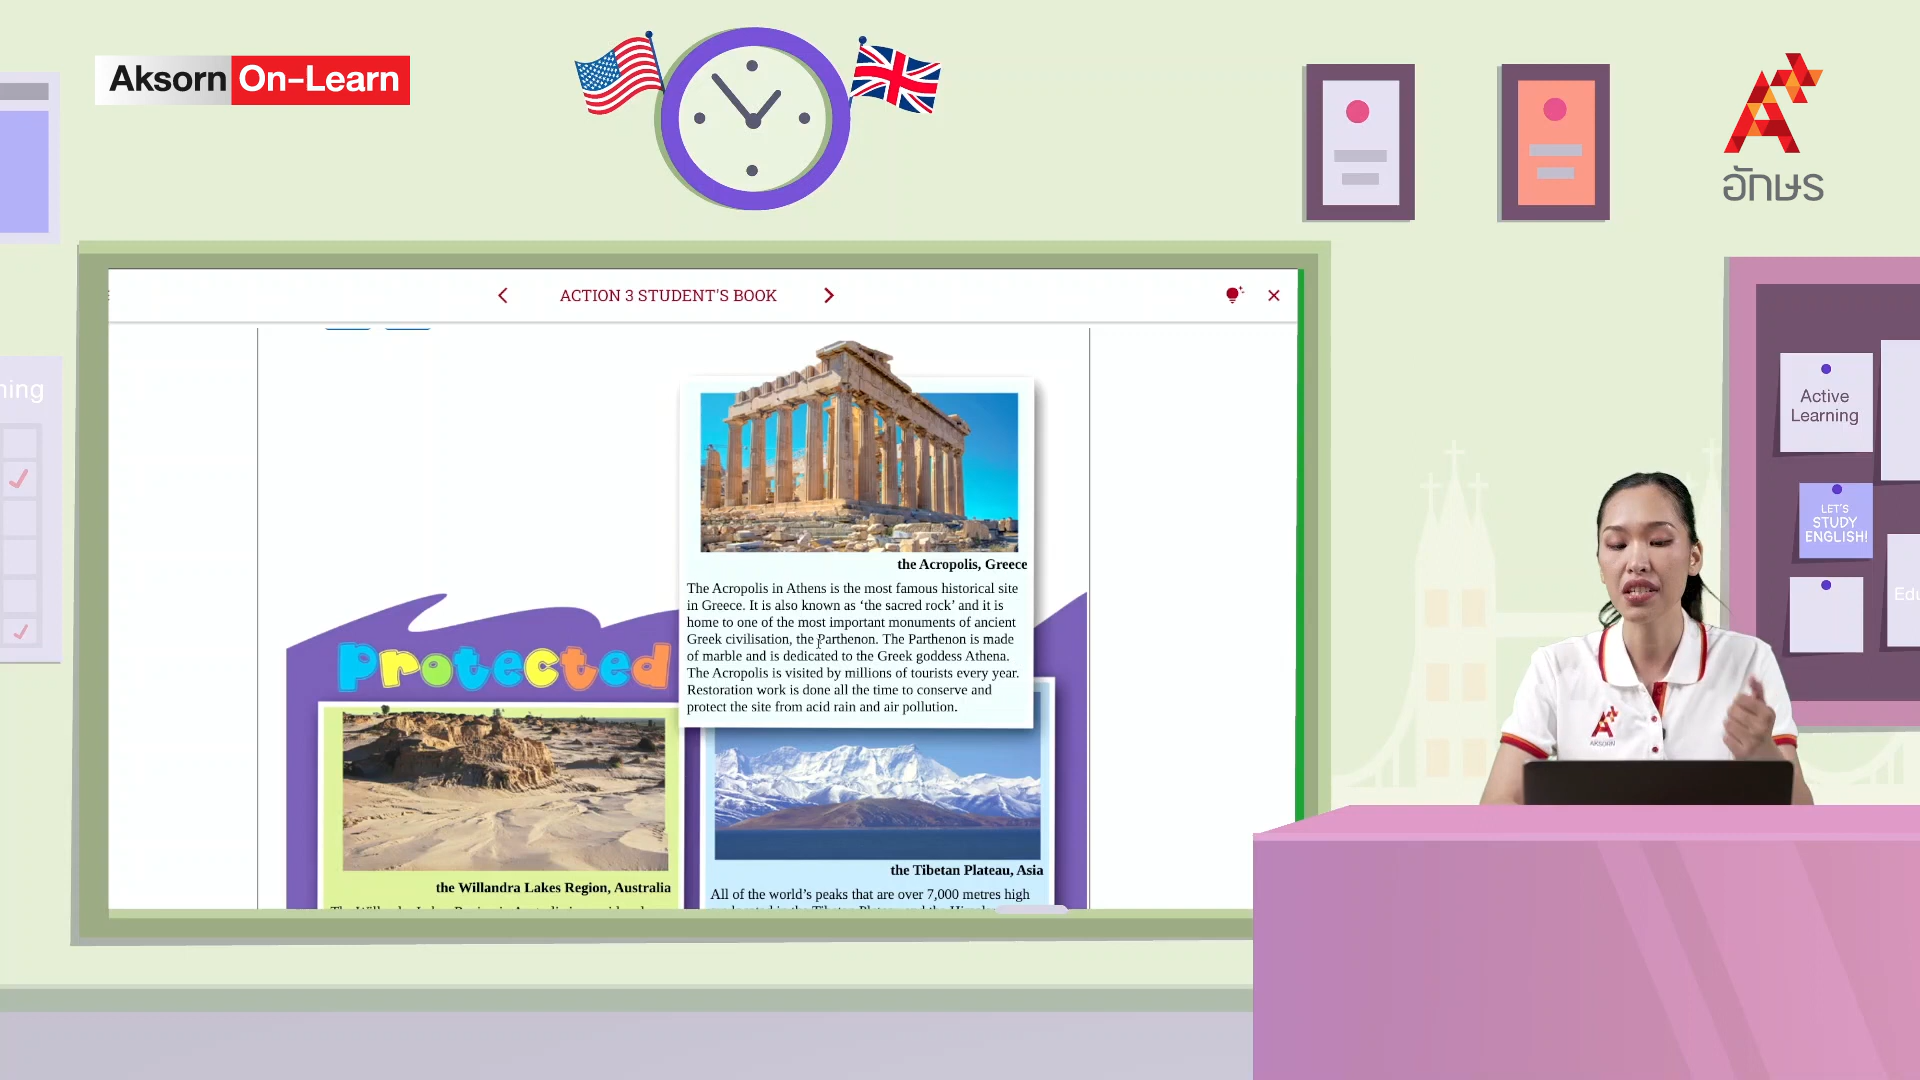 Aksorn On-Learn
อักษร
ning
ACTION 3 STUDENT'S BOOK
the Acropolis, Greece
The Acropolis in Athens is the most famous historical site
in Greece. It is also known as ‘the sacred rock’ and it is
home to one of the most important monuments of ancient
Greek civilisation, the Parthenon. The Parthenon is made
of marble and is dedicated to the Greek goddess Athena.
The Acropolis is visited by millions of tourists every year.
Restoration work is done all the time to conserve and
protect the site from acid rain and air pollution.
Protected
the Willandra Lakes Region, Australia
the Tibetan Plateau, Asia
All of the world’s peaks that are over 7,000 metres high
Active
Learning
LET'S
STUDY
ENGLISH!
Edu
AKSORN